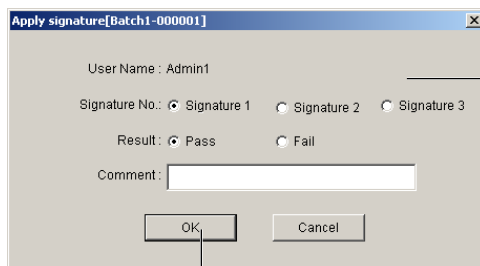 Apply signature[Batch1-000001]
User Name : Admin1
Signature No.: Signature 1 Signature 2 Signature 3
Result : Pass Fail
Comment :
OK Cancel